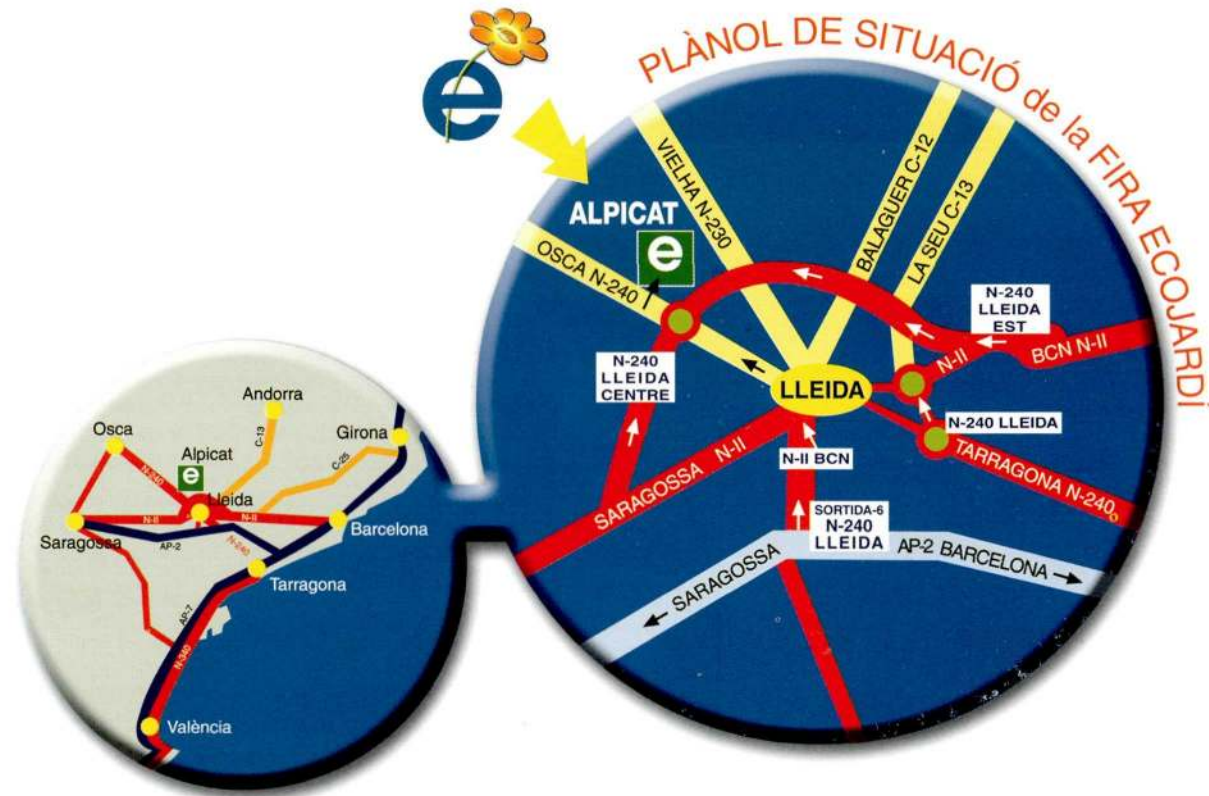 PLÀNOL DE SITUACIÓ de la FIRA ECOJARDÍ
e
ALPICAT
e
OSCA N-240
VIELHA N-230
BALAGUER C-12
LA SEU C-13
N-240
LLEIDA
EST
BCN N-II
N-II
N-240
LLEIDA
CENTRE
LLEIDA
N-240 LLEIDA
TARRAGONA N-240
N-II BCN
SARAGOSSA N-II
SORTIDA-6
N-240
LLEIDA
SARAGOSSA
AP-2 BARCELONA
Andorra
Osca
Girona
C-13
Alpicat
e
C-25
N-240
Lleida
N-II
N-II
Saragossa
AP-2
N-240
Barcelona
Tarragona
AP-7
N-340
València